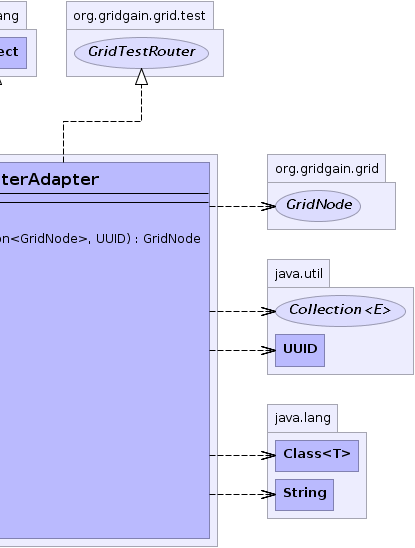 ang
org.gridgain.grid.test
ect
GridTestRouter
terAdapter
org.gridgain.grid
GridNode
on<GridNode>, UUID) : GridNode
java.util
Collection<E>
UUID
java.lang
Class<T>
String